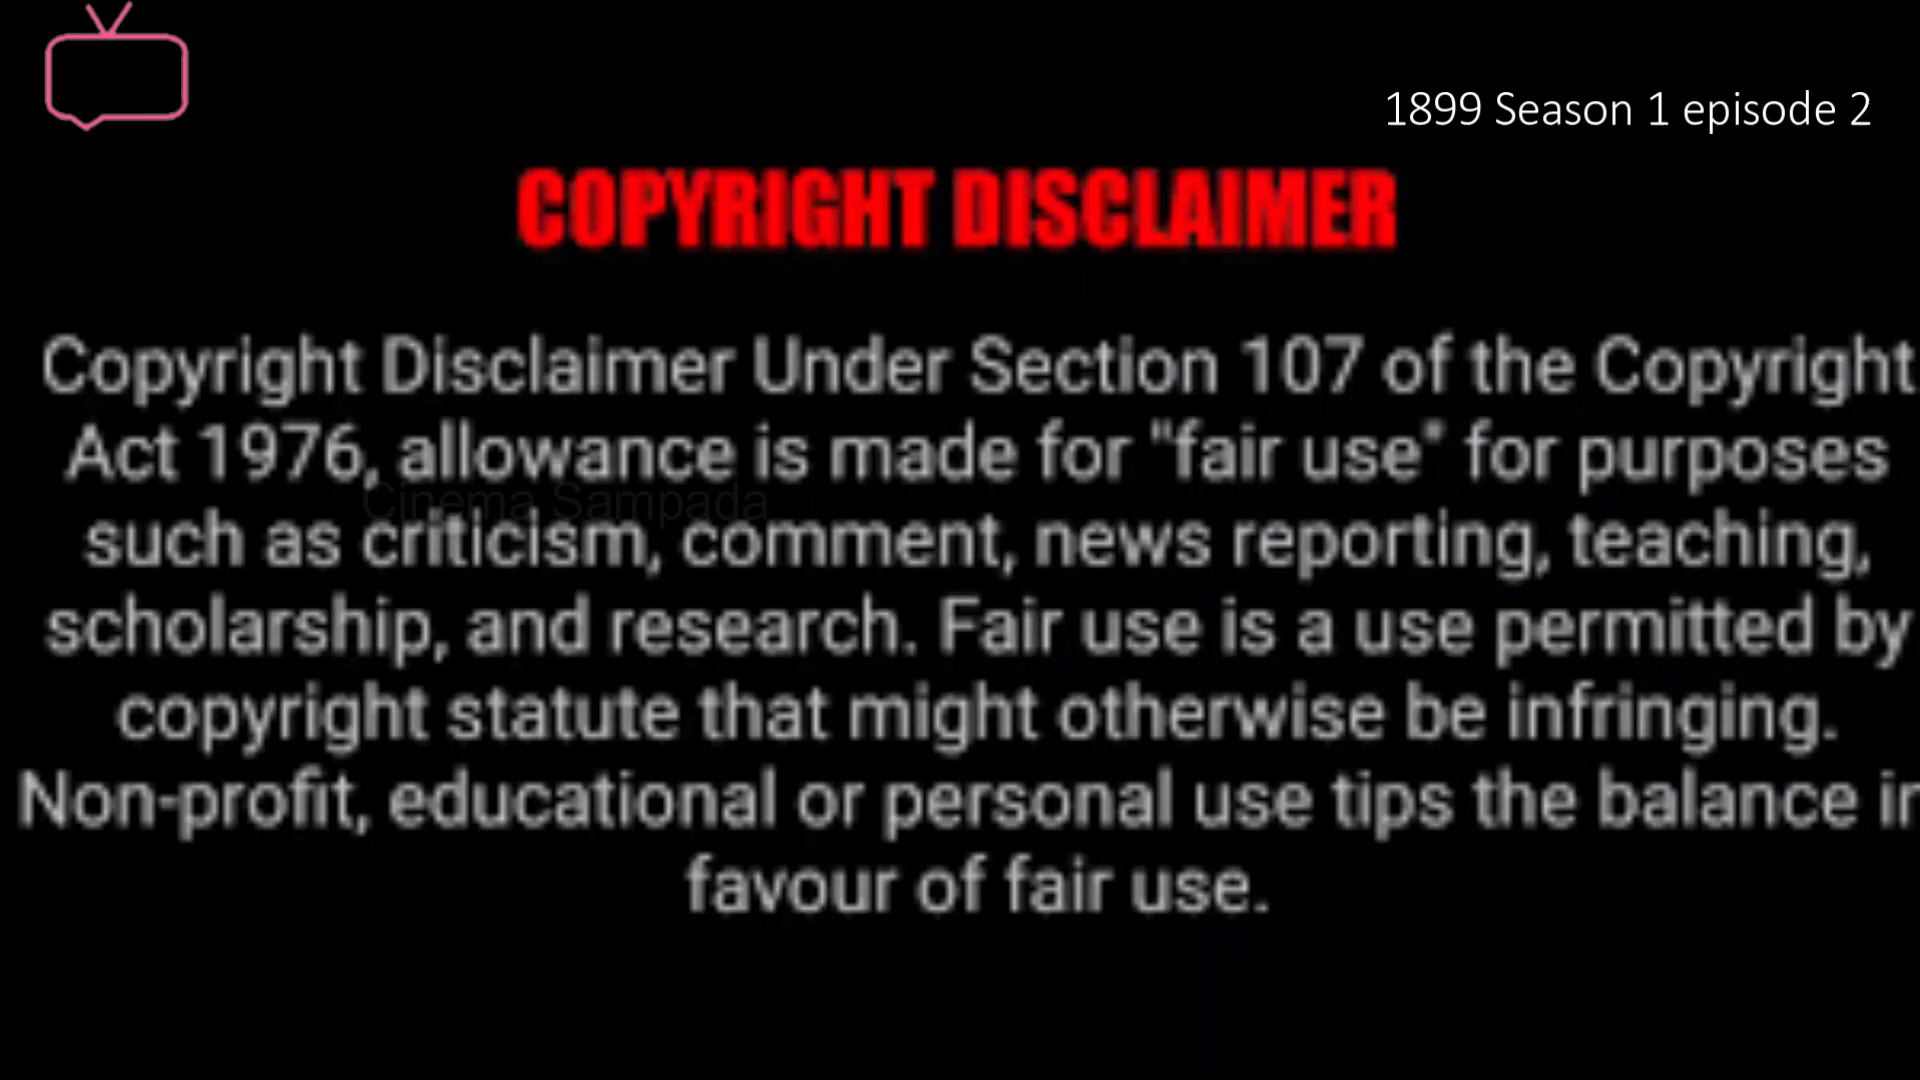 1899 Season 1 episode 2
COPYRIGHT DISCLAIMER
Copyright Disclaimer Under Section 107 of the Copyright
Act 1976, allowance is made for "fair use" for purposes
Cinema Sampada
such as criticism, comment, news reporting, teaching,
scholarship, and research. Fair use is a use permitted by
copyright statute that might otherwise be infringing.
Non-profit, educational or personal use tips the balance in
favour of fair use.